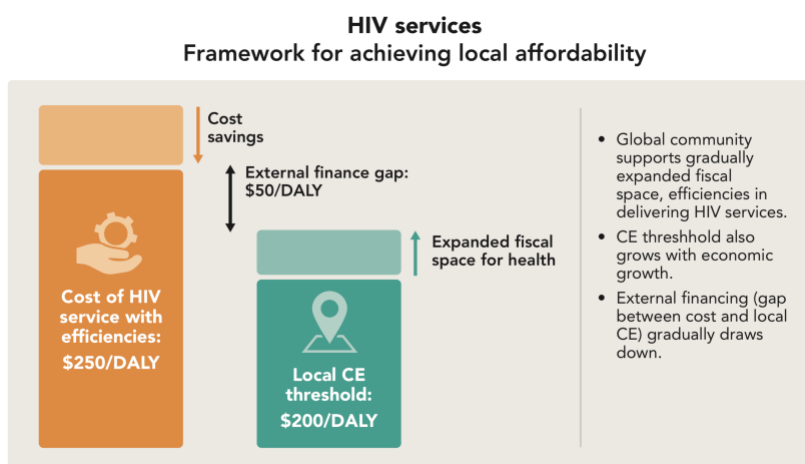 HIV services
Framework for achieving local affordability
Cost
savings
External finance gap:
$50/DALY
Expanded fiscal
space for health
Cost of HIV
service with
efficiencies:
$250/DALY
Local CE
threshold:
$200/DALY
• Global community
supports gradually
expanded fiscal
space, efficiencies in
delivering HIV services.
• CE threshhold also
grows with economic
growth.
• External financing (gap
between cost and local
CE) gradually draws
down.